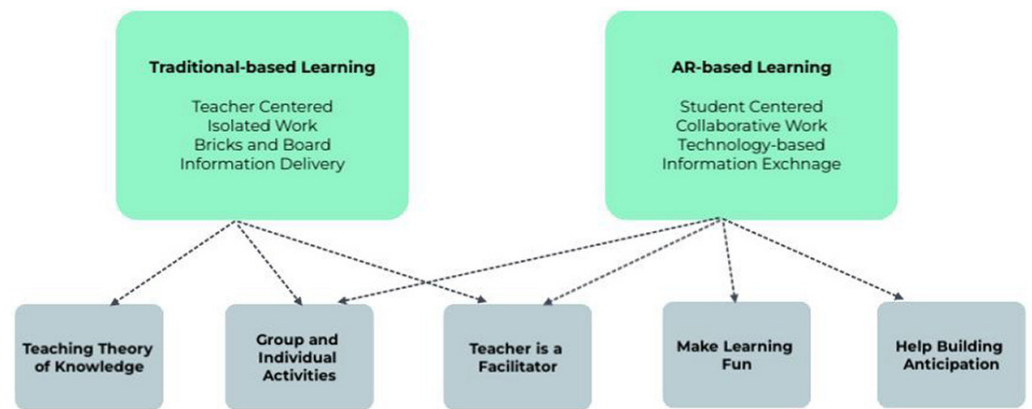 Traditional-based Learning
Teacher Centered
Isolated Work
Bricks and Board
Information Delivery
AR-based Learning
Student Centered
Collaborative Work
Technology-based
Information Exchnage
Teaching Theory
of Knowledge
Group and
Individual
Activities
Teacher is a
Facilitator
Make Learning
Fun
Help Building
Anticipation